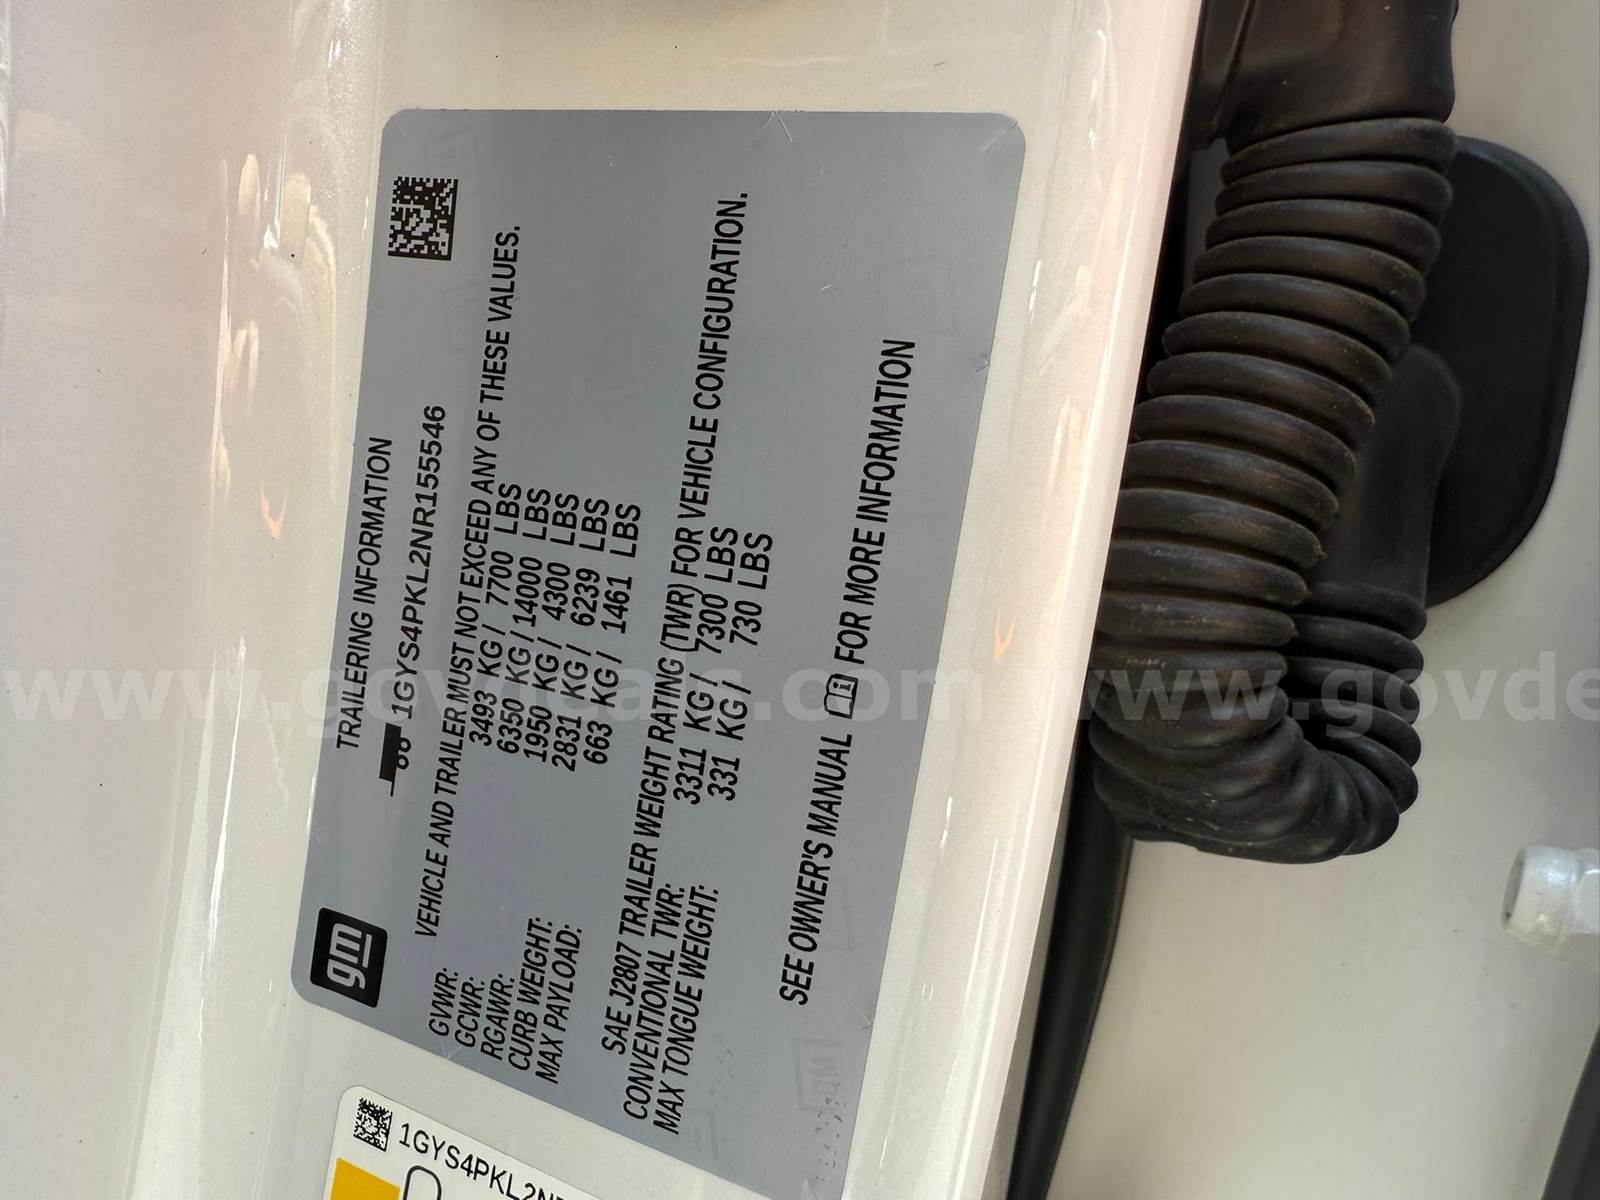 gm
TRAILERING INFORMATION
1GYS4PKL2NR155546
VEHICLE AND TRAILER MUST NOT EXCEED ANY OF THESE VALUES.
GVWR: 3493 KG / 7700 LBS
GCWR: 6350 KG / 14000 LBS
RGAWR: 1950 KG / 4300 LBS
CURB WEIGHT: 2831 KG / 6239 LBS
MAX PAYLOAD: 663 KG / 1461 LBS
SAE J2807 TRAILER WEIGHT RATING (TWR) FOR VEHICLE CONFIGURATION.
CONVENTIONAL TWR: 3311 KG / 7300 LBS
MAX TONGUE WEIGHT: 331 KG / 730 LBS
SEE OWNER'S MANUAL FOR MORE INFORMATION
1GYS4PKL2N
www.govdeals.com
www.govde